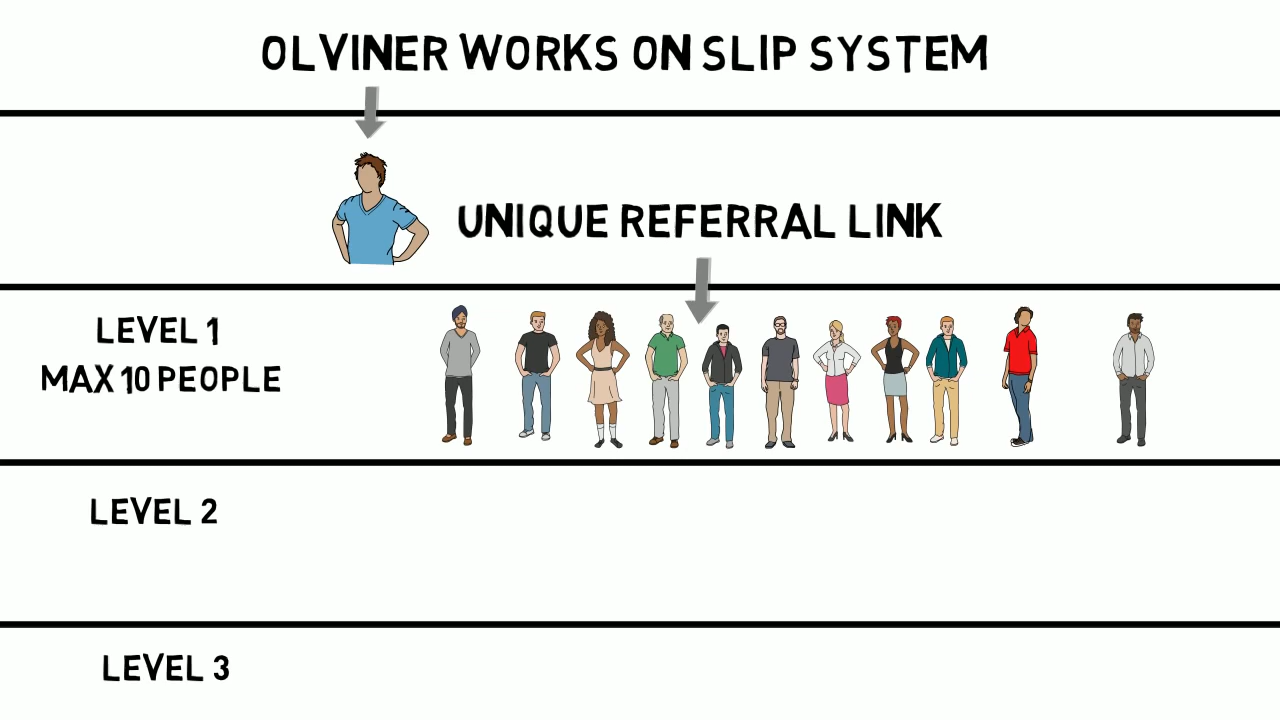 OLVINER WORKS ON SLIP SYSTEM
UNIQUE REFERRAL LINK
LEVEL 1
MAX 10 PEOPLE
LEVEL 2
LEVEL 3